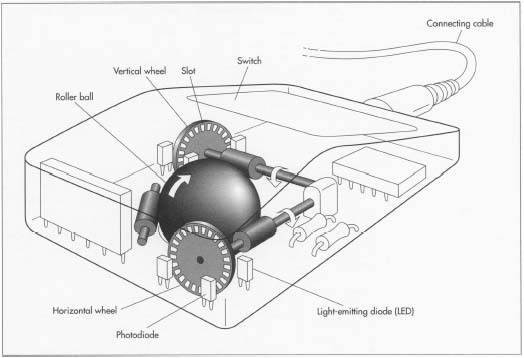 Connecting cable
Switch
Vertical wheel
Slot
Roller ball
Horizontal wheel
Light-emitting diode (LED)
Photodiode